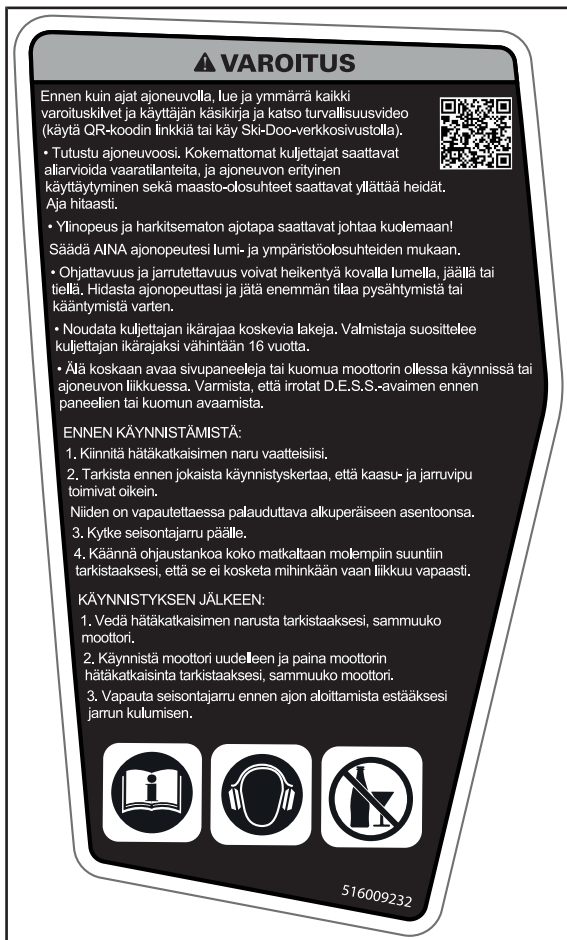 VAROITUS
Ennen kuin ajat ajoneuvolla, lue ja ymmärrä kaikki
varoituskilvet ja käyttäjän käsikirja ja katso turvallisuusvideo
(käytä QR-koodin linkkiä tai käy Ski-Doo-verkkosivustolla).
• Tutustu ajoneuvoosi. Kokemattomat kuljettajat saattavat
aliarvioida vaaratilanteita, ja ajoneuvon erityinen
käyttäytyminen sekä maasto-olosuhteet saattavat yllättää heidät.
Aja hitaasti.
• Ylinopeus ja harkitsematon ajotapa saattavat johtaa kuolemaan!
Säädä AINA ajonopeutesi lumi- ja ympäristöolosuhteiden mukaan.
• Ohjattavuus ja jarrutettavuus voivat heikentyä kovalla lumella, jäällä tai
tiellä. Hidasta ajonopeuttasi ja jätä enemmän tilaa pysähtymistä tai
kääntymistä varten.
• Noudata kuljettajan ikärajaa koskevia lakeja. Valmistaja suosittelee
kuljettajan ikärajaksi vähintään 16 vuotta.
• Älä koskaan avaa sivupaneeleja tai kuomua moottorin ollessa käynnissä tai
ajoneuvon liikkuessa. Varmista, että irrotat D.E.S.S.-avaimen ennen
paneelien tai kuomun avaamista.
ENNEN KÄYNNISTÄMISTÄ:
1. Kiinnitä hätäkatkaisimen naru vaatteisiisi.
2. Tarkista ennen jokaista käynnistyskertaa, että kaasu- ja jarruvipu
toimivat oikein.
Niiden on vapautettaessa palauduttava alkuperäiseen asentoonsa.
3. Kytke seisontajarru päälle.
4. Käännä ohjaustankoa koko matkaltaan molempiin suuntiin
tarkistaaksesi, että se ei kosketa mihinkään vaan liikkuu vapaasti.
KÄYNNISTYKSEN JÄLKEEN:
1. Vedä hätäkatkaisimen narusta tarkistaaksesi, sammuuko
moottori.
2. Käynnistä moottori uudelleen ja paina moottorin
hätäkatkaisinta tarkistaaksesi, sammuuko moottori.
3. Vapauta seisontajarru ennen ajon aloittamista estääksesi
jarrun kulumisen.
516009232